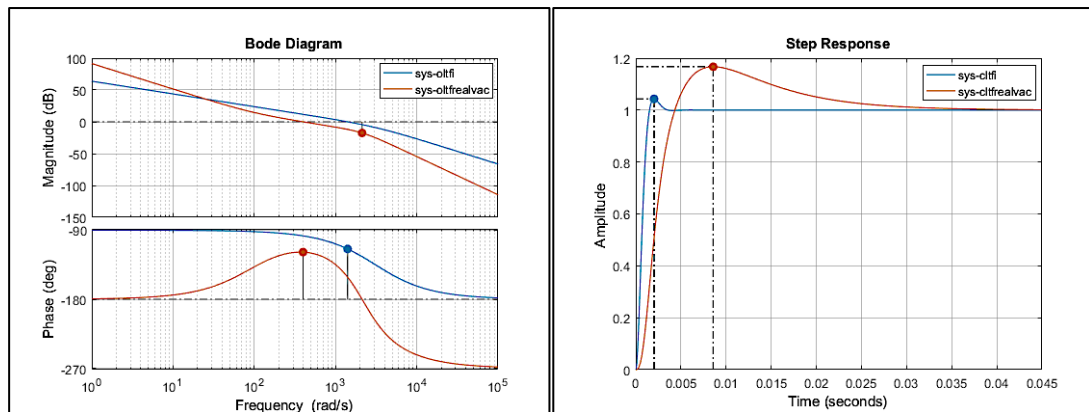 Bode Diagram
100
50
0
-50
-100
-150
Magnitude (dB)
sys-oltfi
sys-oltfrealvac
-90
-180
-270
Phase (deg)
10^0
10^1
10^2
10^3
10^4
10^5
Frequency (rad/s)
Step Response
1.2
1
0.8
0.6
0.4
0.2
0
Amplitude
sys-cltfi
sys-cltfrealvac
0
0.005
0.01
0.015
0.02
0.025
0.03
0.035
0.04
0.045
Time (seconds)